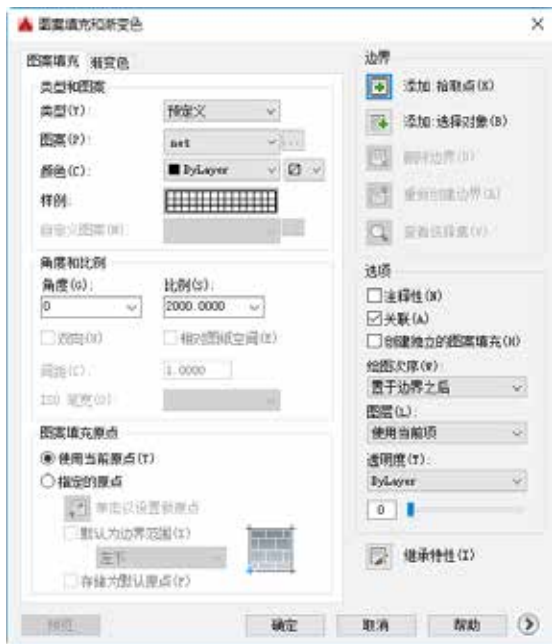 图案填充和渐变色
图案填充 渐变色
类型和图案
类型(Y): 预定义
图案(P): net
颜色(C): ByLayer
样例:
自定义图案(M):
角度和比例
角度(G): 比例(S):
0 2000.0000
双向(U) 相对图纸空间(E)
间距(C): 1.0000
ISO 笔宽(O):
图案填充原点
使用当前原点(T)
指定的原点
单击以设置新原点
默认为边界范围(X)
左下
存储为默认原点(F)
预览
边界
添加:拾取点(K)
添加:选择对象(B)
删除边界(D)
重新创建边界(R)
查看选择集(V)
选项
注释性(N)
关联(A)
创建独立的图案填充(H)
绘图次序(W):
置于边界之后
图层(L):
使用当前项
透明度(T):
ByLayer
0
继承特性(I)
确定 取消 帮助